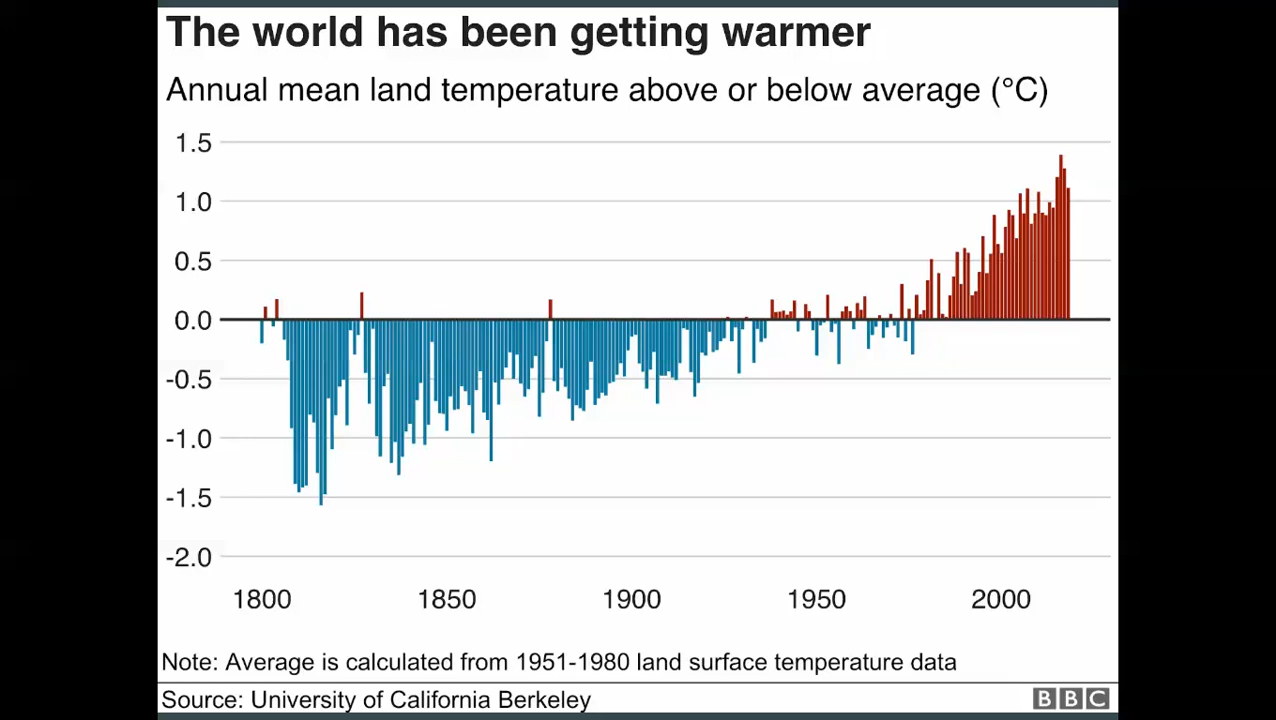 The world has been getting warmer
Annual mean land temperature above or below average (°C)
1.5
1.0
0.5
0.0
-0.5
-1.0
-1.5
-2.0
1800 1850 1900 1950 2000
Note: Average is calculated from 1951-1980 land surface temperature data
Source: University of California Berkeley BBC